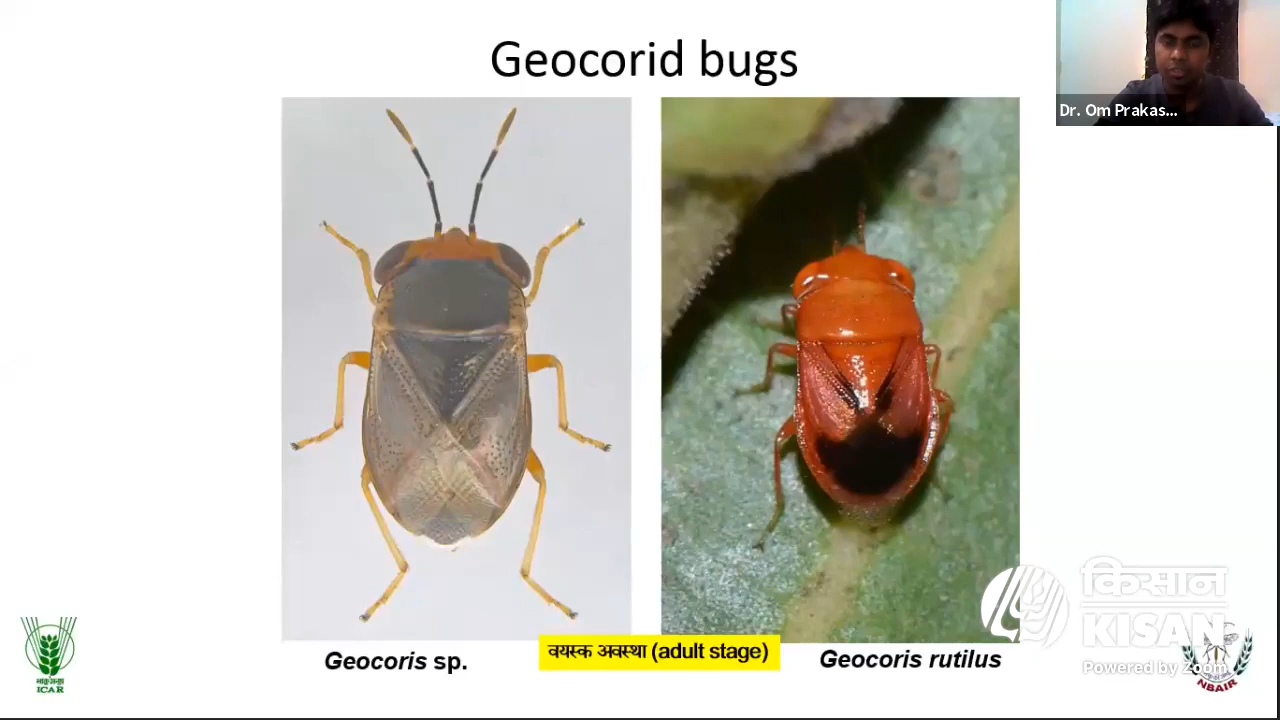 Geocorid bugs
Dr. Om Prakas...
Geocoris sp.
वयस्क अवस्था (adult stage)
Geocoris rutilus
किसान
KISAN
Powered by Zoom
ICAR
NBAIR